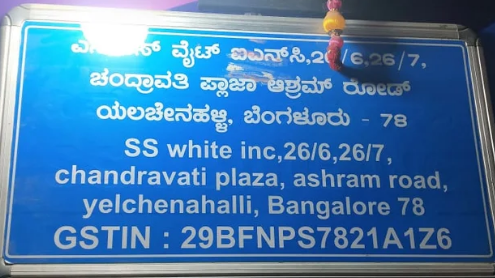 ವೈಟ್ ಐಎನ್‌ಸಿ,26/6,26/7,
ಚಂದ್ರಾವತಿ ಪ್ಲಾಜಾ ಆಶ್ರಮ್ ರೋಡ್
ಯಲಚೇನಹಳ್ಳಿ, ಬೆಂಗಳೂರು - 78
SS white inc,26/6,26/7,
chandravati plaza, ashram road,
yelchenahalli, Bangalore 78
GSTIN : 29BFNPS7821A1Z6